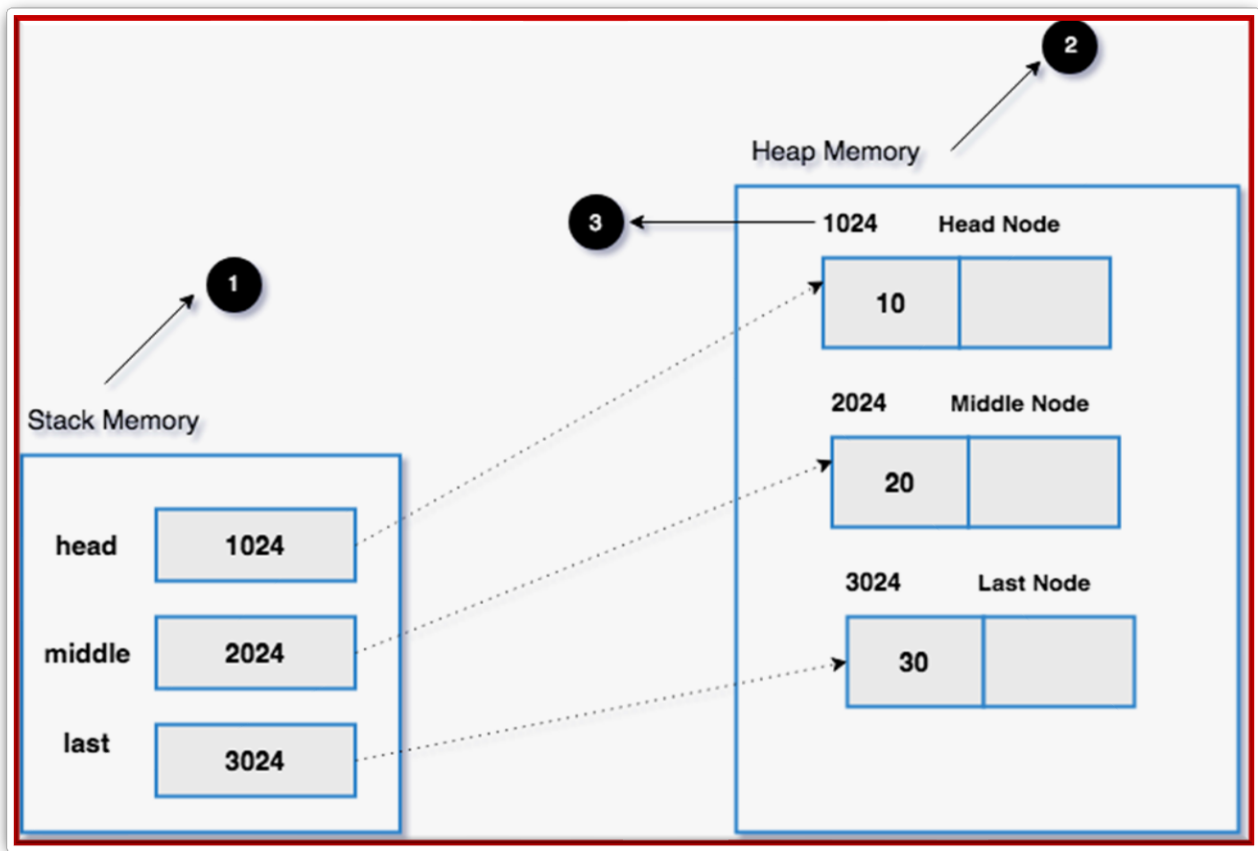 2
Heap Memory
3
1024 Head Node
1
10
2024 Middle Node
Stack Memory
20
head 1024
3024 Last Node
middle 2024
30
last 3024